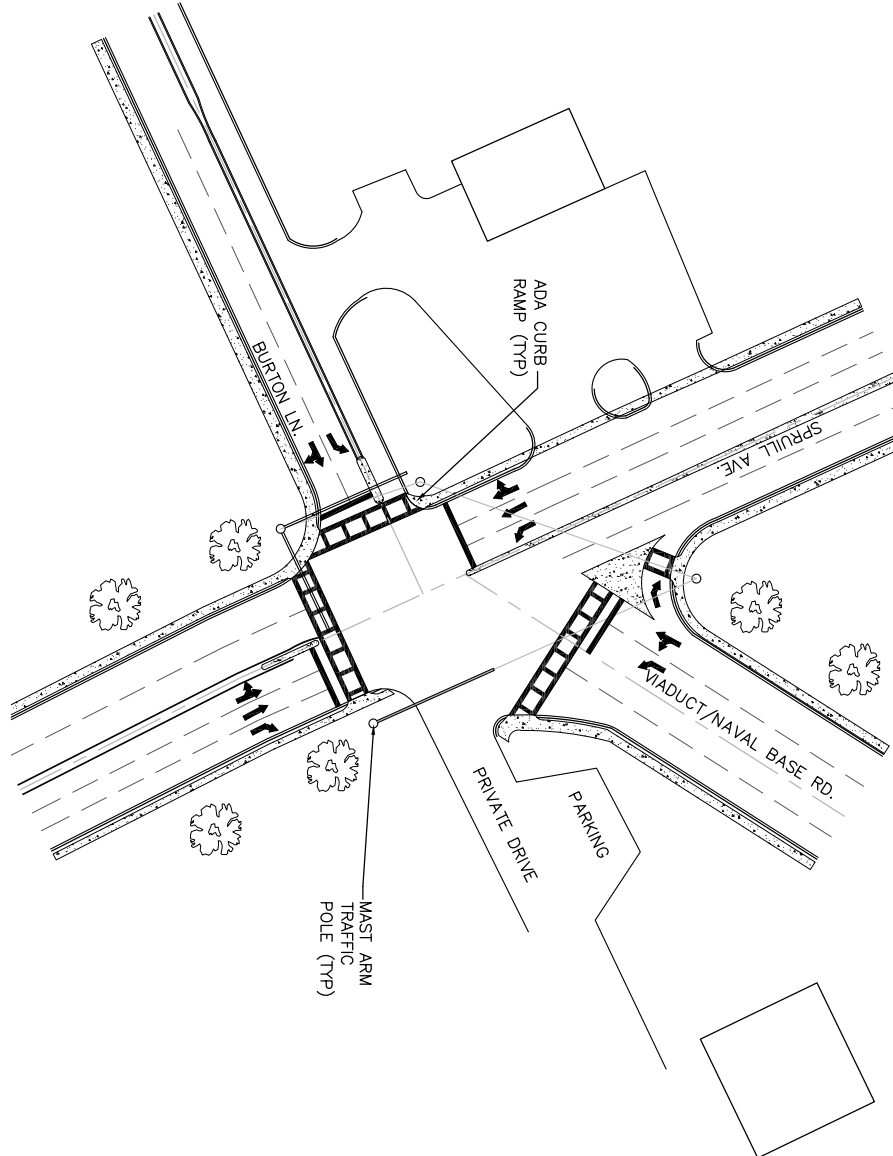 ADA CURB
RAMP (TYP)
BURTON LN.
SPRUILL AVE.
VIADUCT/NAVAL BASE RD.
PRIVATE DRIVE
PARKING
MAST ARM
TRAFFIC
POLE (TYP)